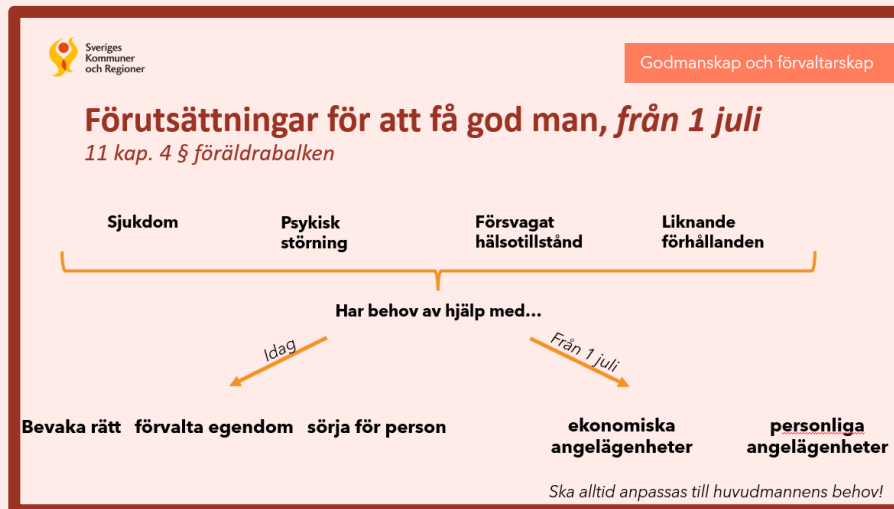 Sveriges
Kommuner
och Regioner
Godmanskap och förvaltarskap
Förutsättningar för att få god man, från 1 juli
11 kap. 4 § föräldrabalken
Sjukdom
Psykisk
störning
Försvagat
hälsotillstånd
Liknande
förhållanden
Har behov av hjälp med...
Idag
Från 1 juli
Bevaka rätt förvalta egendom sörja för person
ekonomiska
angelägenheter
personliga
angelägenheter
Ska alltid anpassas till huvudmannens behov!